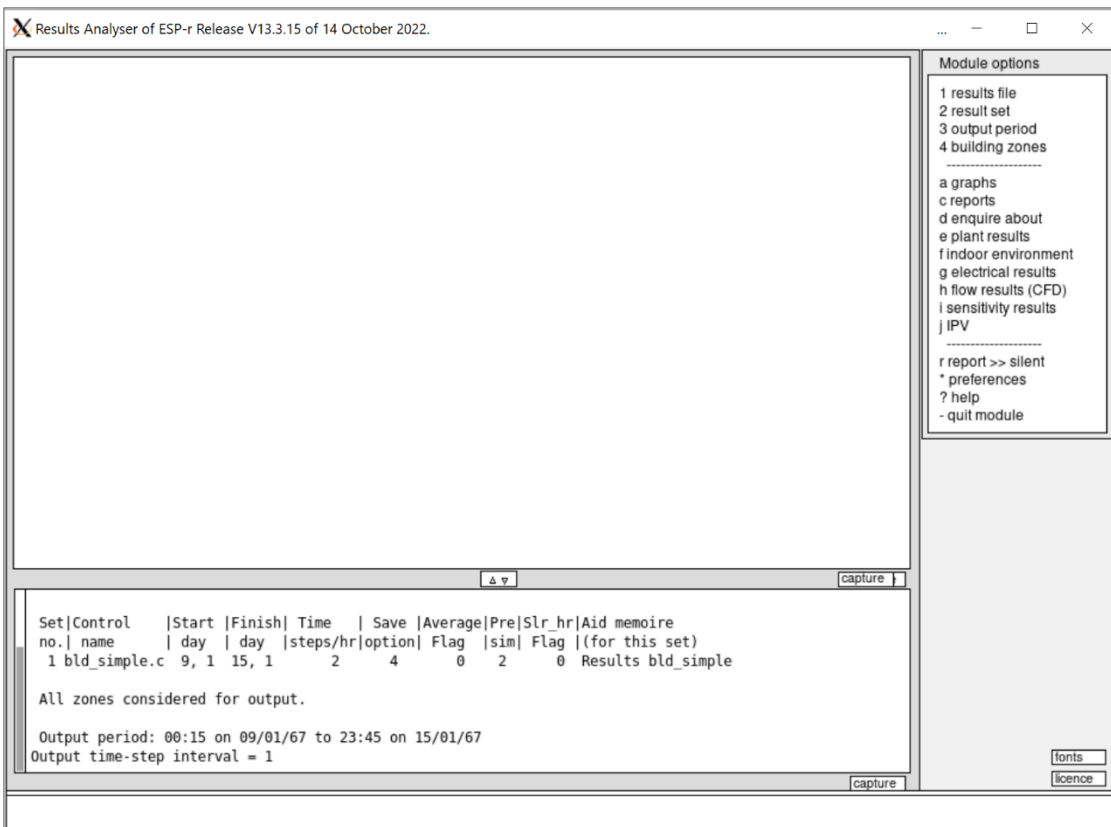 Results Analyser of ESP-r Release V13.3.15 of 14 October 2022.
...
Module options
1 results file
2 result set
3 output period
4 building zones
--------------------
a graphs
c reports
d enquire about
e plant results
f indoor environment
g electrical results
h flow results (CFD)
i sensitivity results
j IPV
--------------------
r report >> silent
* preferences
? help
- quit module
capture
Set|Control |Start |Finish| Time | Save |Average|Pre|Slr_hr|Aid memoire
no.| name | day | day |steps/hr|option| Flag |sim| Flag |(for this set)
1 bld_simple.c 9, 1 15, 1 2 4 0 2 0 Results bld_simple
All zones considered for output.
Output period: 00:15 on 09/01/67 to 23:45 on 15/01/67
Output time-step interval = 1
capture
fonts
licence